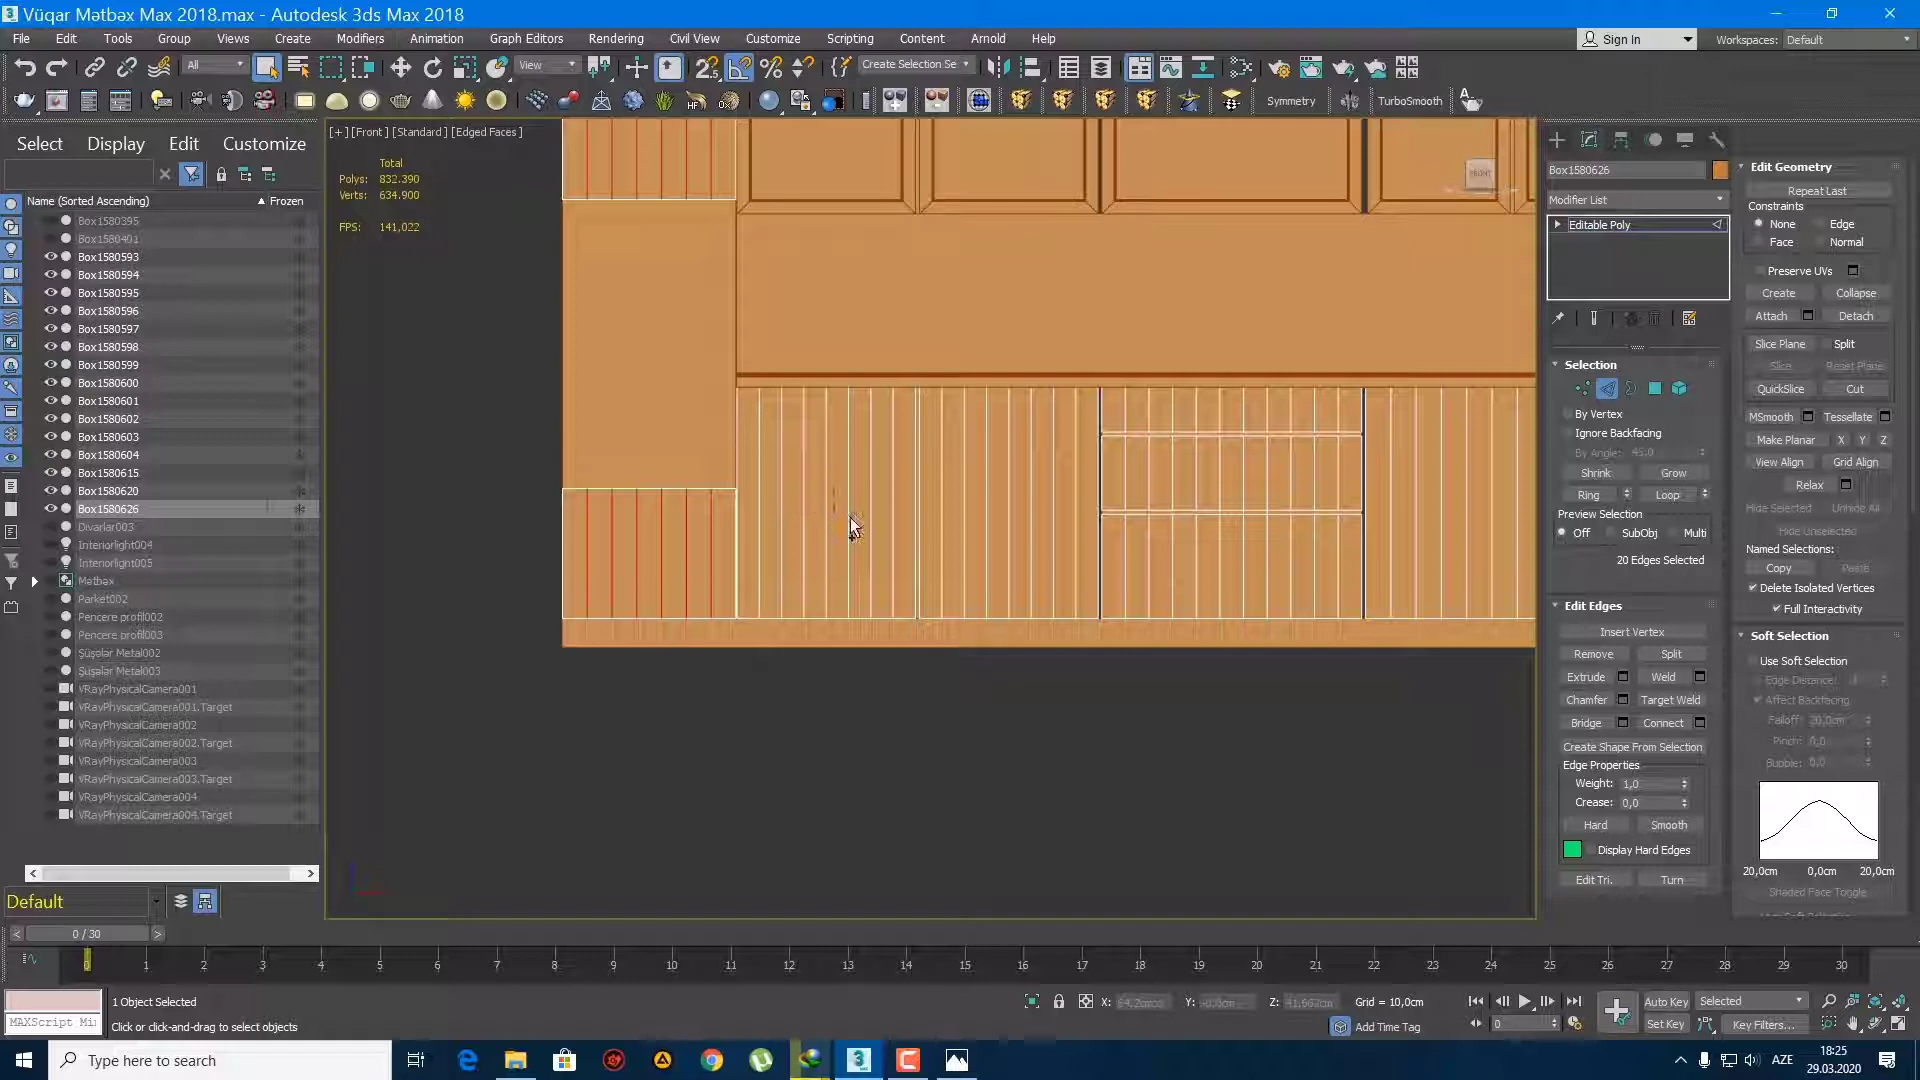 Vüqar Mətbəx Max 2018.max - Autodesk 3ds Max 2018
File Edit Tools Group Views Create Modifiers Animation Graph Editors Rendering Civil View Customize Scripting Content Arnold Help
Sign In
Workspaces: Default
All
View
Create Selection Se
HF
Symmetry
TurboSmooth
Select Display Edit Customize
Name (Sorted Ascending)
Frozen
Box1580395
Box1580401
Box1580593
Box1580594
Box1580595
Box1580596
Box1580597
Box1580598
Box1580599
Box1580600
Box1580601
Box1580602
Box1580603
Box1580604
Box1580615
Box1580620
Box1580626
Divarlar003
Interiorlight004
Interiorlight005
Mətbəx
Parket002
Pencere profil002
Pencere profil003
Şüşələr Metal002
Şüşələr Metal003
VRayPhysicalCamera001
VRayPhysicalCamera001.Target
VRayPhysicalCamera002
VRayPhysicalCamera002.Target
VRayPhysicalCamera003
VRayPhysicalCamera003.Target
VRayPhysicalCamera004
VRayPhysicalCamera004.Target
Default
[+] [Front ] [Standard ] [Edged Faces ]
Total
Polys: 832.390
Verts: 634.900
FPS: 141,022
FRONT
Box1580626
Modifier List
Editable Poly
Selection
By Vertex
Ignore Backfacing
By Angle: 45,0
Shrink Grow
Ring Loop
Preview Selection
Off SubObj Multi
20 Edges Selected
Edit Edges
Insert Vertex
Remove Split
Extrude Weld
Chamfer Target Weld
Bridge Connect
Create Shape From Selection
Edge Properties
Weight: 1,0
Crease: 0,0
Hard Smooth
Display Hard Edges
Edit Tri. Turn
Edit Geometry
Repeat Last
Constraints
None Edge
Face Normal
Preserve UVs
Create Collapse
Attach Detach
Slice Plane Split
Slice Reset Plane
QuickSlice Cut
MSmooth Tessellate
Make Planar X Y Z
View Align Grid Align
Relax
Hide Selected Unhide All
Hide Unselected
Named Selections:
Copy Paste
Delete Isolated Vertices
Full Interactivity
Soft Selection
Use Soft Selection
Edge Distance: 1
Affect Backfacing
Falloff: 20,0cm
Pinch: 0,0
Bubble: 0,0
20,0cm 0,0cm 20,0cm
Shaded Face Toggle
0 / 30
0 1 2 3 4 5 6 7 8 9 10 11 12 13 14 15 16 17 18 19 20 21 22 23 24 25 26 27 28 29 30
MAXScript Mi
1 Object Selected
Click or click-and-drag to select objects
X: Y: Z: Grid = 10,0cm
Add Time Tag
0
Auto Key Selected
Set Key Key Filters...
Type here to search
AZE
18:25
29.03.2020